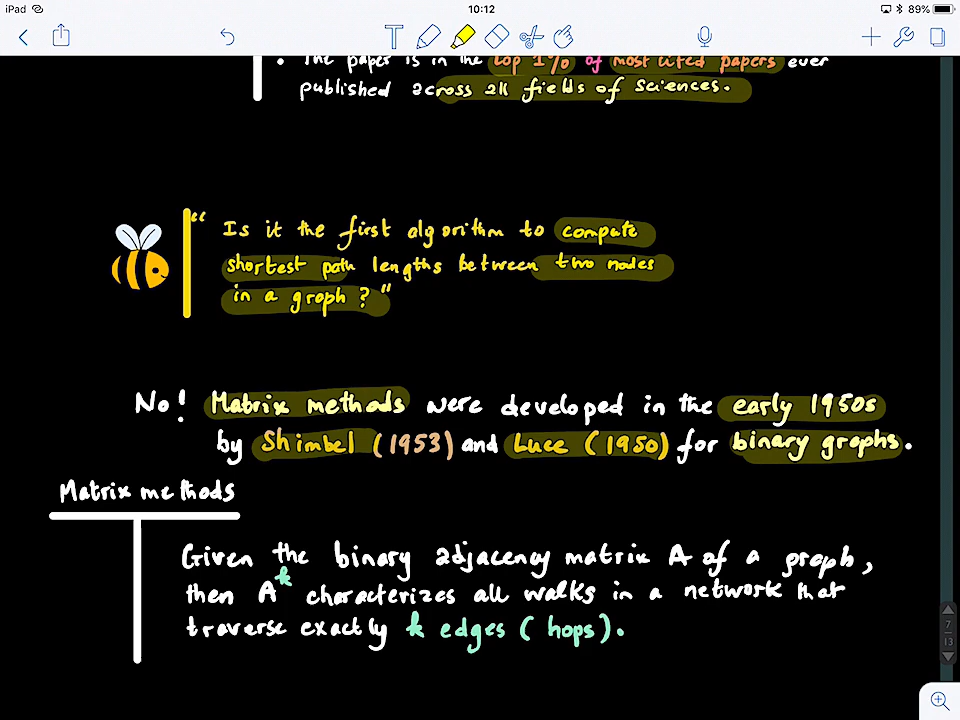 iPad
10:12
89%
• The paper is in the top 1% of most cited papers ever
published across all fields of sciences.
" Is it the first algorithm to compute
shortest path lengths between two nodes
in a graph ? "
No! Matrix methods were developed in the early 1950s
by Shimbel (1953) and Luce (1950) for binary graphs.
Matrix methods
Given the binary adjacency matrix A of a graph,
then A^k characterizes all walks in a network that
traverse exactly k edges (hops).
7
13